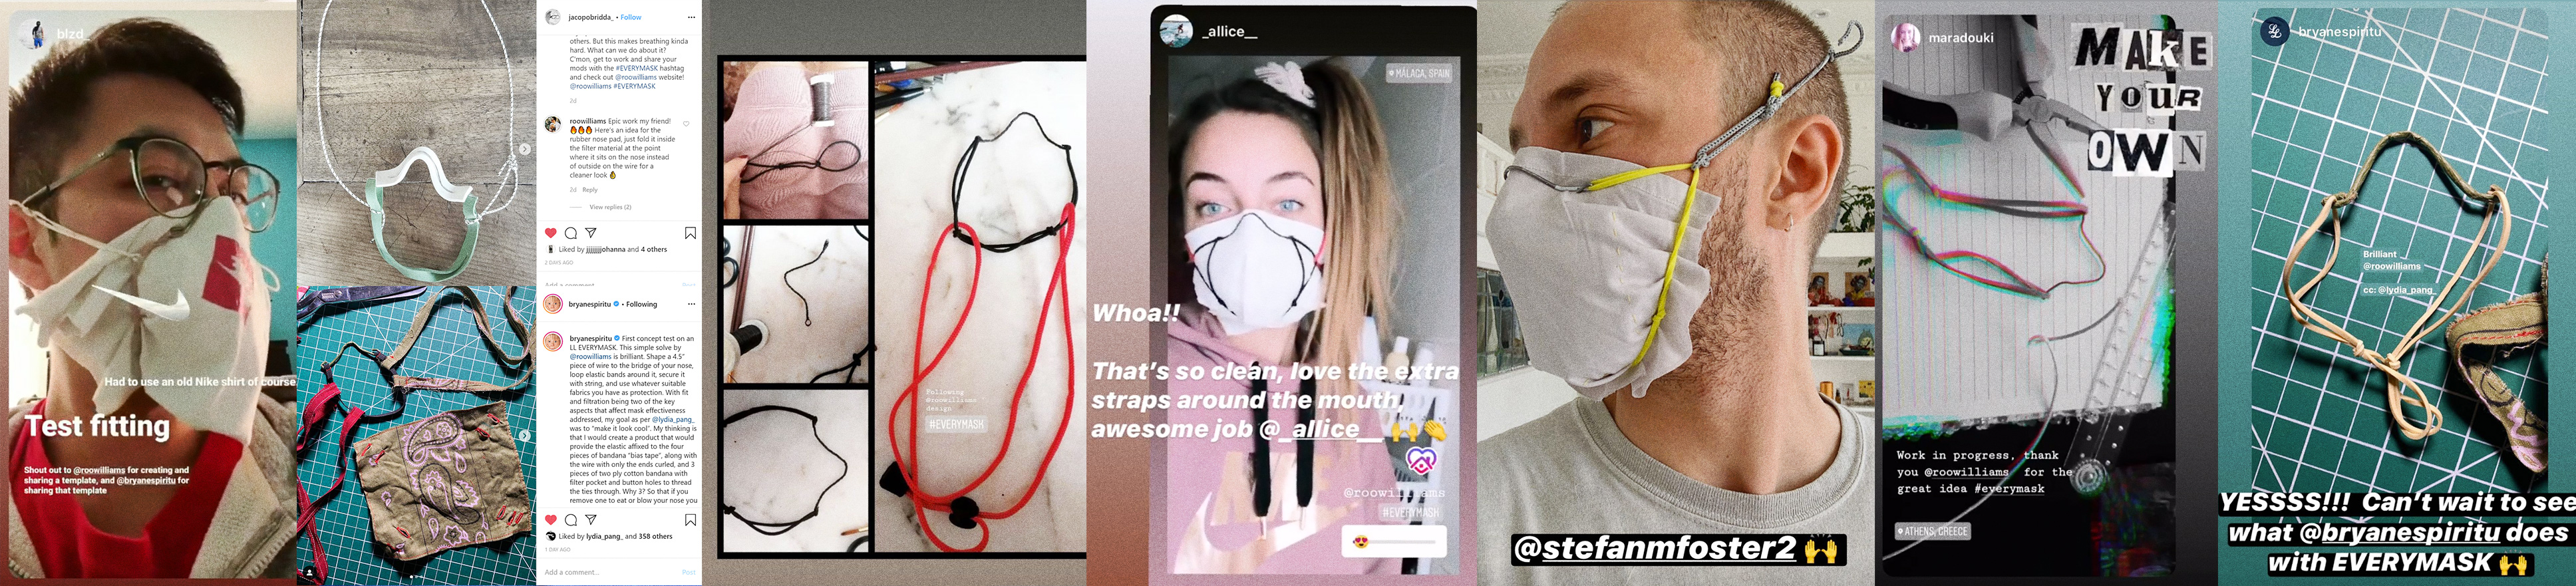 blzd_
Had to use an old Nike shirt of course
Test fitting
Shout out to @roowilliams for creating and
sharing a template, and @bryanespiritu for
sharing that template
jacopobridda_ • Follow
others. But this makes breathing kinda
hard. What can we do about it?
C'mon, get to work and share your
mods with the #EVERYMASK hashtag
and check out @roowilliams website!
@roowilliams #EVERYMASK
2d
roowilliams Epic work my friend!
🔥🔥🔥 Here's an idea for the
rubber nose pad, just fold it inside
the filter material at the point
where it sits on the nose instead
of outside on the wire for a
cleaner look 👌
2d Reply
View replies (2)
Liked by jjjjjjjjohanna and 4 others
2 DAYS AGO
Add a comment... Post
bryanespiritu • Following
bryanespiritu First concept test on an
LL EVERYMASK. This simple solve by
@roowilliams is brilliant. Shape a 4.5"
piece of wire to the bridge of your nose,
loop elastic bands around it, secure it
with string, and use whatever suitable
fabrics you have as protection. With fit
and filtration being two of the key
aspects that affect mask effectiveness
addressed, my goal as per @lydia_pang_
was to "make it look cool". My thinking is
that I would create a product that would
provide the elastic affixed to the four
pieces of bandana "bias tape", along with
the wire with only the ends curled, and 3
pieces of two ply cotton bandana with
filter pocket and button holes to thread
the ties through. Why 3? So that if you
remove one to eat or blow your nose you
Liked by lydia_pang_ and 358 others
1 DAY AGO
Add a comment... Post
Following
@roowilliams
design
#EVERYMASK
_allice__
MÁLAGA, SPAIN
Whoa!!
That's so clean, love the extra
straps around the mouth,
awesome job @_allice__ 🙌👏
@roowilliams
#EVERYMASK
@stefanmfoster2 🙌
maradouki
MAKE
YOUR
OWN
Work in progress, thank
you @roowilliams for the
great idea #everymask
ATHENS, GREECE
bryanespiritu
Brilliant
@roowilliams
cc: @lydia_pang_
YESSSS!!! Can't wait to see
what @bryanespiritu does
with EVERYMASK 🙌